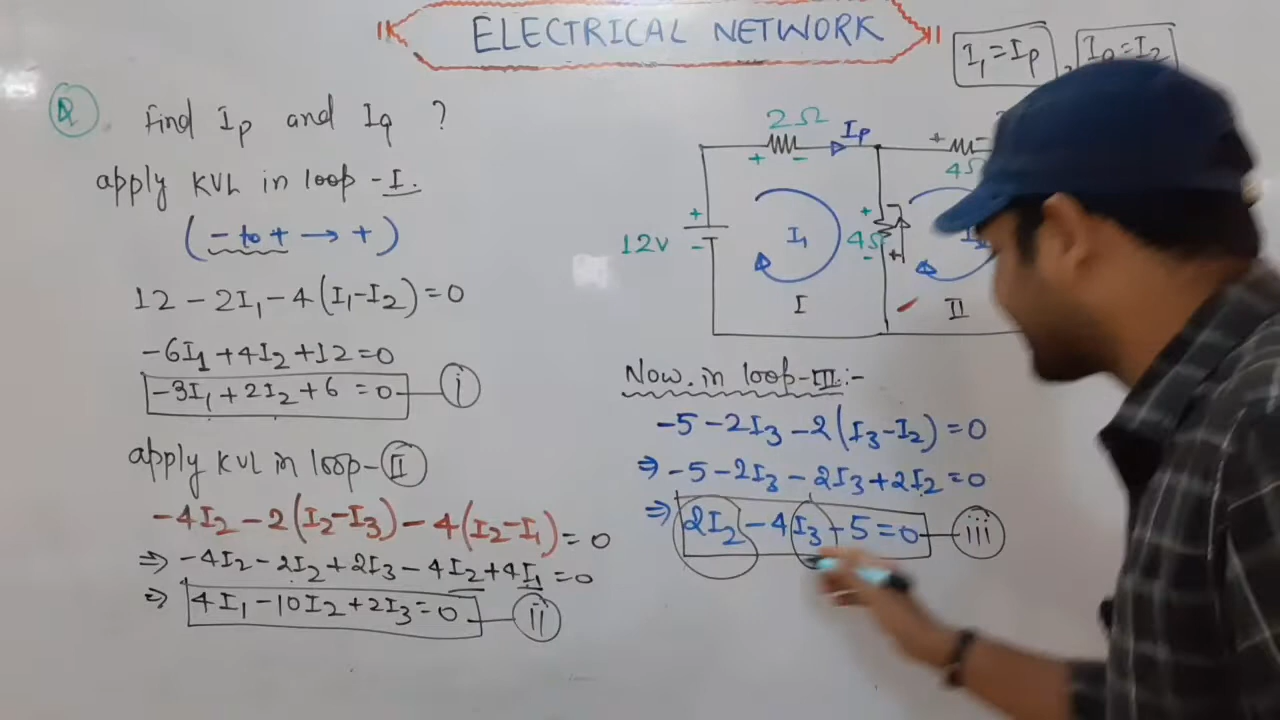 ELECTRICAL NETWORK
I₁=Iₚ , I
Q. Find Iₚ and I_q ?
apply KVL in loop-I.
(- to + → +)
12 - 2I₁ - 4(I₁-I₂) = 0
-6I₁ + 4I₂ + 12 = 0
-3I₁ + 2I₂ + 6 = 0 — i
apply KVL in loop-II
-4I₂ - 2(I₂-I₃) - 4(I₂-I₁) = 0
⇒ -4I₂ - 2I₂ + 2I₃ - 4I₂ + 4I₁ = 0
⇒ 4I₁ - 10I₂ + 2I₃ = 0 — ii
2Ω Iₚ + -
+ - + 4Ω
12V + - I₁ 4Ω + - +
I II
Now in loop-III:-
-5 - 2I₃ - 2(I₃-I₂) = 0
⇒ -5 - 2I₃ - 2I₃ + 2I₂ = 0
⇒ 2I₂ - 4I₃ - 5 = 0 — iii